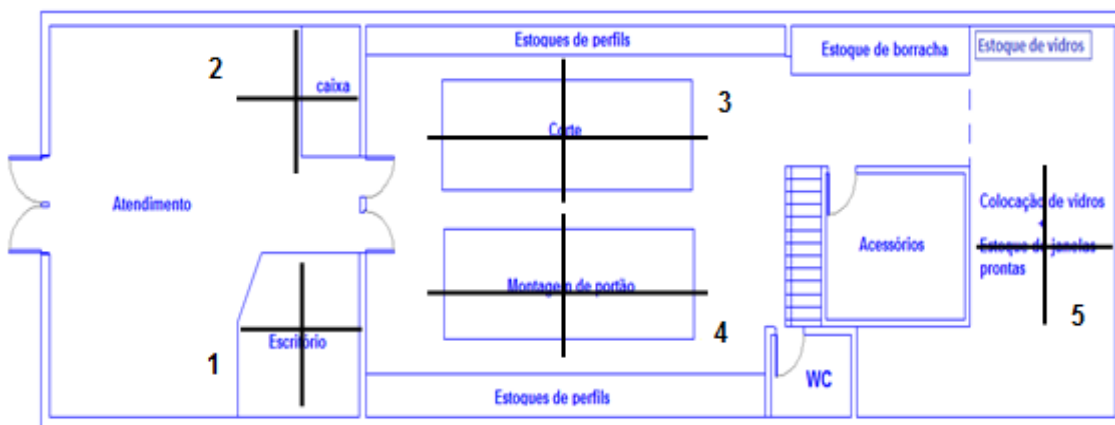 Estoques de perfils
Estoque de borracha
Estoque de vidros
2
caixa
3
Corte
Atendimento
Colocação de vidros
Acessórios
Estoque de janelas
prontas
Montagem de portão
5
4
Escritório
1
WC
Estoques de perfils